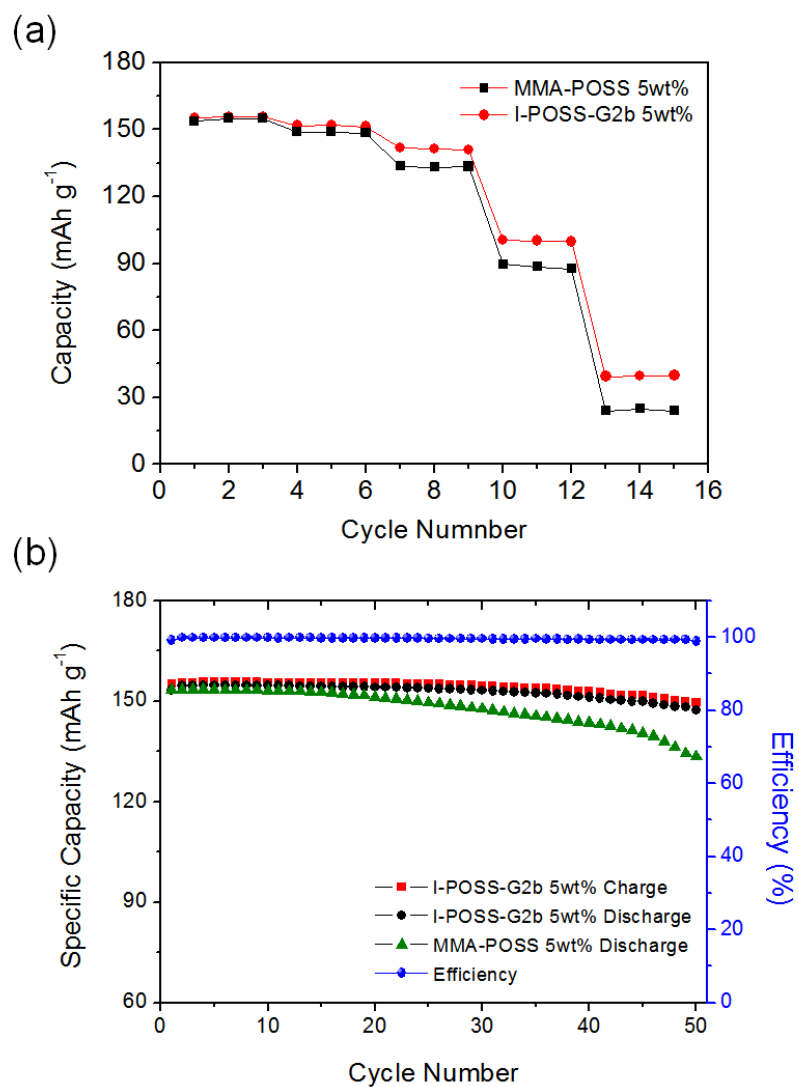 (a)
180
150
120
90
60
30
0
Capacity (mAh g⁻¹)
MMA-POSS 5wt%
I-POSS-G2b 5wt%
0 2 4 6 8 10 12 14 16
Cycle Numnber
(b)
180
150
120
90
60
Specific Capacity (mAh g⁻¹)
100
80
60
40
20
0
Efficiency (%)
I-POSS-G2b 5wt% Charge
I-POSS-G2b 5wt% Discharge
MMA-POSS 5wt% Discharge
Efficiency
0 10 20 30 40 50
Cycle Number